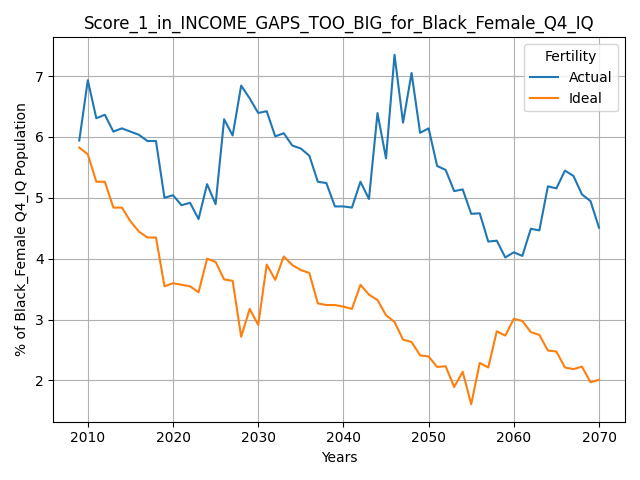 Score_1_in_INCOME_GAPS_TOO_BIG_for_Black_Female_Q4_IQ
Fertility
Actual
Ideal
% of Black_Female Q4_IQ Population
7
6
5
4
3
2
2010 2020 2030 2040 2050 2060 2070
Years